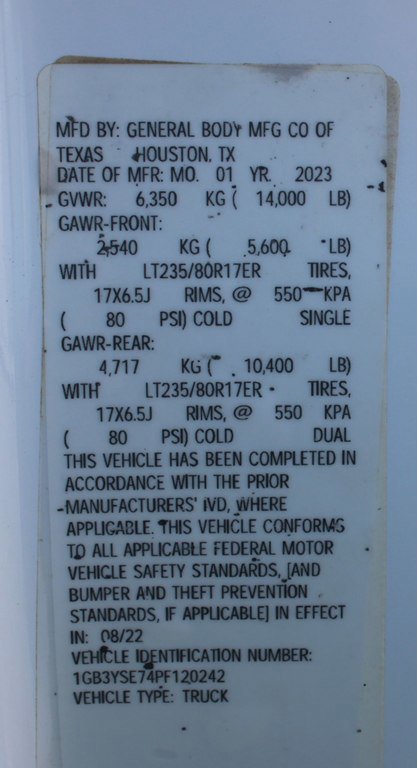 MFD BY: GENERAL BODY MFG CO OF
TEXAS HOUSTON, TX
DATE OF MFR: MO. 01 YR. 2023
GVWR: 6,350 KG ( 14,000 LB)
GAWR-FRONT:
2,540 KG ( 5,600 LB)
WITH LT235/80R17ER TIRES,
17X6.5J RIMS, @ 550 KPA
( 80 PSI) COLD SINGLE
GAWR-REAR:
4,717 KG ( 10,400 LB)
WITH LT235/80R17ER TIRES,
17X6.5J RIMS, @ 550 KPA
( 80 PSI) COLD DUAL
THIS VEHICLE HAS BEEN COMPLETED IN
ACCORDANCE WITH THE PRIOR
MANUFACTURERS' IVD, WHERE
APPLICABLE. THIS VEHICLE CONFORMS
TO ALL APPLICABLE FEDERAL MOTOR
VEHICLE SAFETY STANDARDS, [AND
BUMPER AND THEFT PREVENTION
STANDARDS, IF APPLICABLE] IN EFFECT
IN: 08/22
VEHICLE IDENTIFICATION NUMBER:
1GB3YSE74PF120242
VEHICLE TYPE: TRUCK